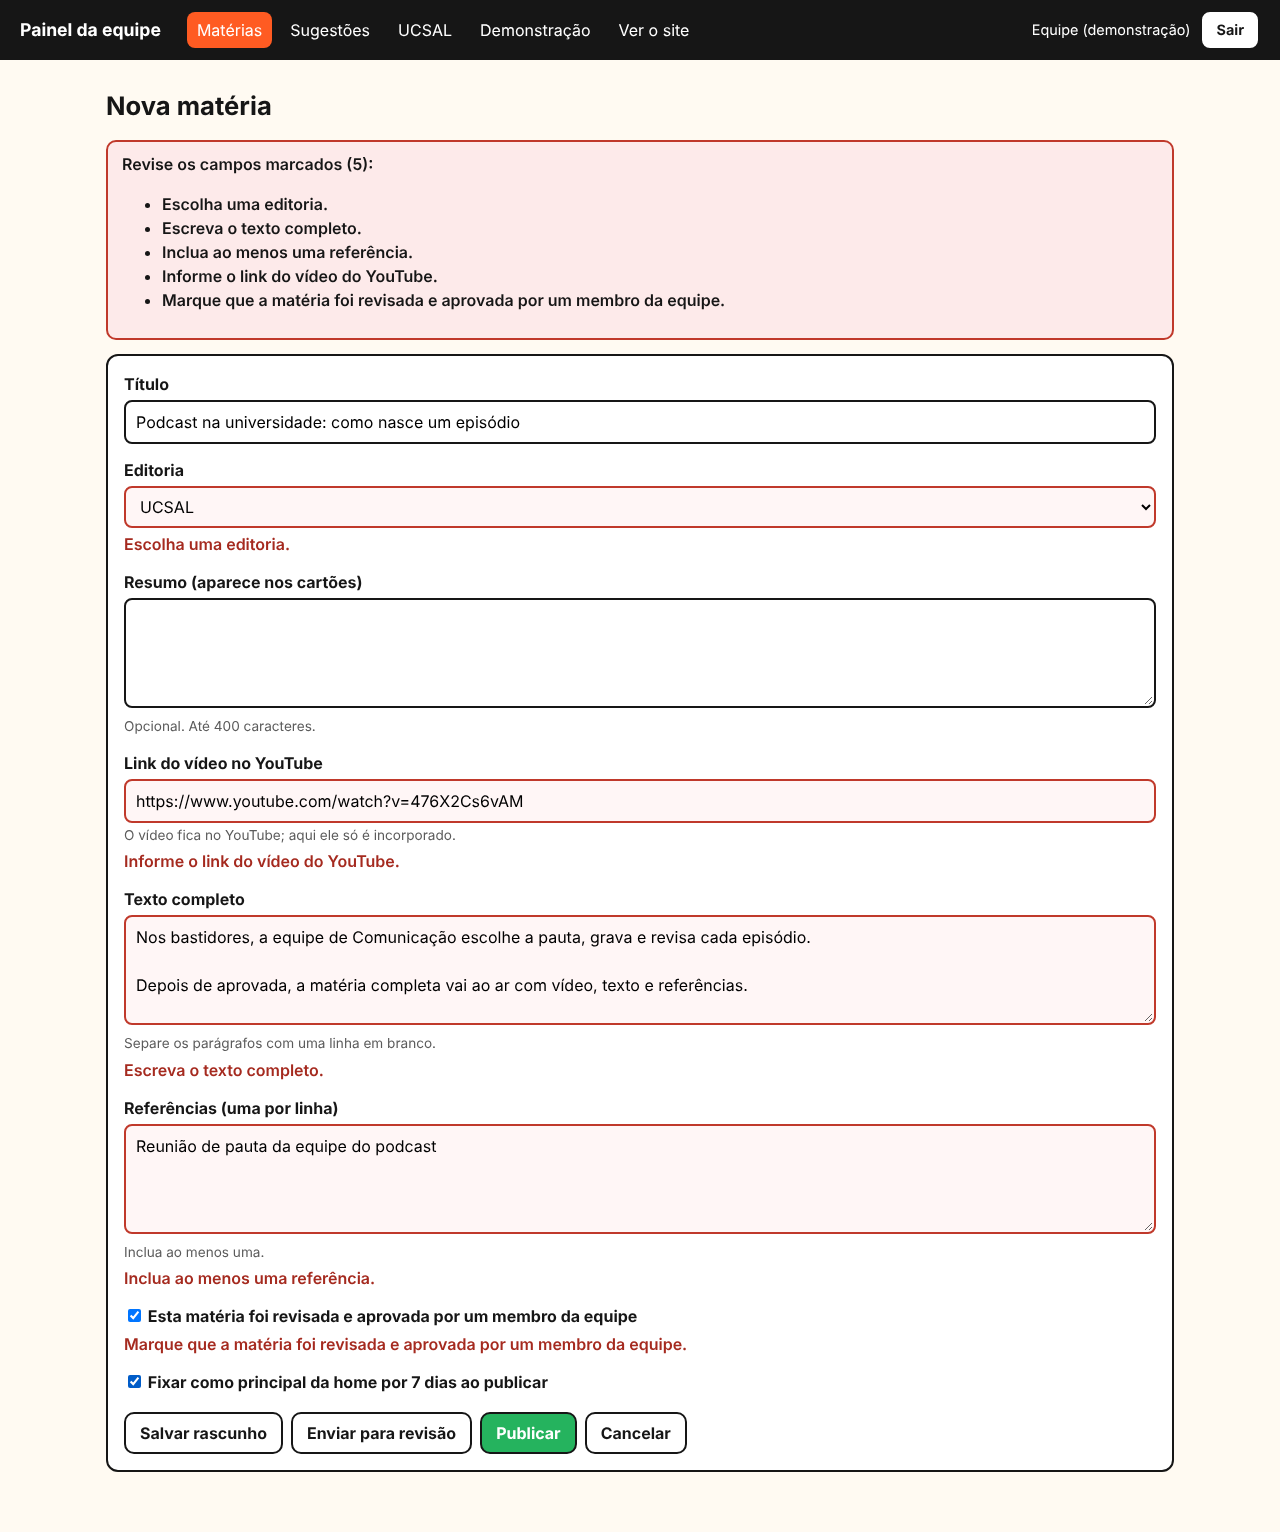 Painel da equipe
Matérias
Sugestões
UCSAL
Demonstração
Ver o site
Equipe (demonstração)
Sair
Nova matéria
Revise os campos marcados (5):
Escolha uma editoria.
Escreva o texto completo.
Inclua ao menos uma referência.
Informe o link do vídeo do YouTube.
Marque que a matéria foi revisada e aprovada por um membro da equipe.
Título
Podcast na universidade: como nasce um episódio
Editoria
UCSAL
Escolha uma editoria.
Resumo (aparece nos cartões)
Opcional. Até 400 caracteres.
Link do vídeo no YouTube
https://www.youtube.com/watch?v=476X2Cs6vAM
O vídeo fica no YouTube; aqui ele só é incorporado.
Informe o link do vídeo do YouTube.
Texto completo
Nos bastidores, a equipe de Comunicação escolhe a pauta, grava e revisa cada episódio.
Depois de aprovada, a matéria completa vai ao ar com vídeo, texto e referências.
Separe os parágrafos com uma linha em branco.
Escreva o texto completo.
Referências (uma por linha)
Reunião de pauta da equipe do podcast
Inclua ao menos uma.
Inclua ao menos uma referência.
Esta matéria foi revisada e aprovada por um membro da equipe
Marque que a matéria foi revisada e aprovada por um membro da equipe.
Fixar como principal da home por 7 dias ao publicar
Salvar rascunho
Enviar para revisão
Publicar
Cancelar